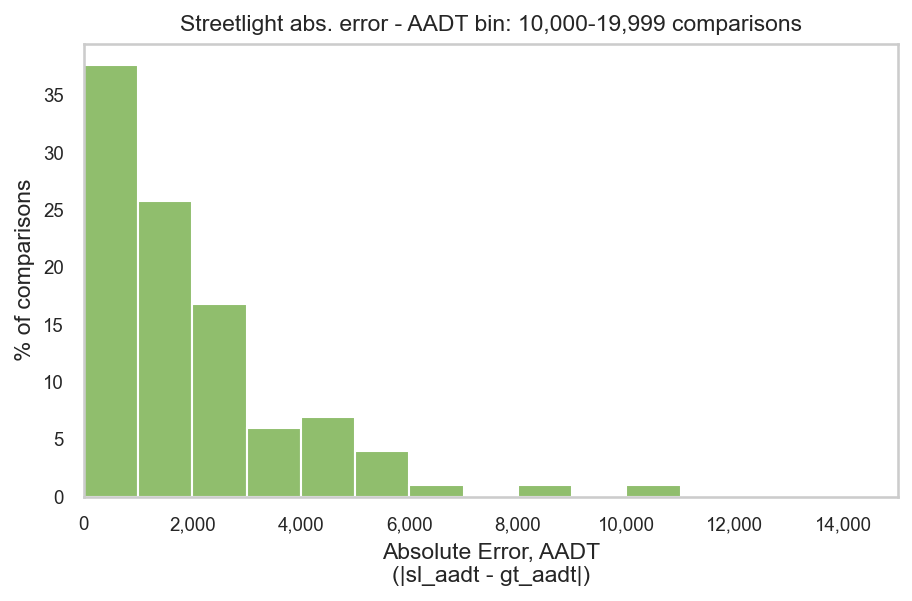 Streetlight abs. error - AADT bin: 10,000-19,999 comparisons
% of comparisons
35
30
25
20
15
10
5
0
0 2,000 4,000 6,000 8,000 10,000 12,000 14,000
Absolute Error, AADT
(|sl_aadt - gt_aadt|)